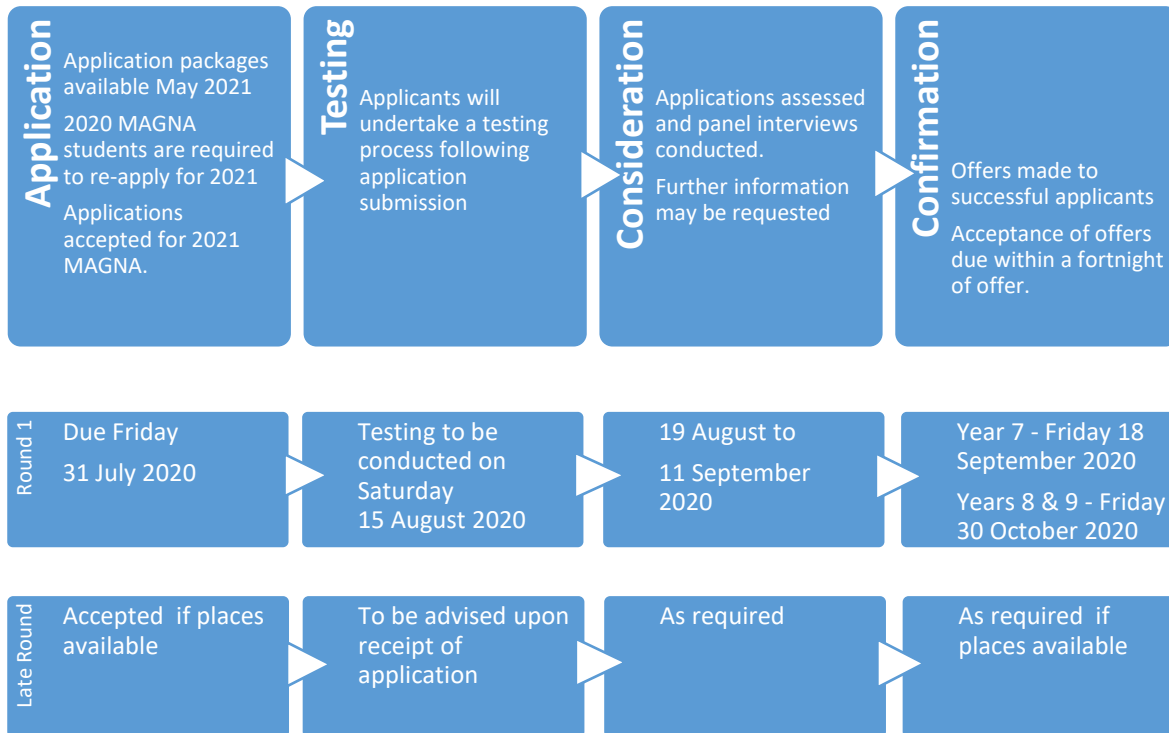 Application
Application packages
available May 2021
2020 MAGNA
students are required
to re-apply for 2021
Applications
accepted for 2021
MAGNA.
Testing
Applicants will
undertake a testing
process following
application
submission
Consideration
Applications assessed
and panel interviews
conducted.
Further information
may be requested
Confirmation
Offers made to
successful applicants
Acceptance of offers
due within a fortnight
of offer.
Round 1
Due Friday
31 July 2020
Testing to be
conducted on
Saturday
15 August 2020
19 August to
11 September
2020
Year 7 - Friday 18
September 2020
Years 8 & 9 - Friday
30 October 2020
Late Round
Accepted if places
available
To be advised upon
receipt of
application
As required
As required if
places available